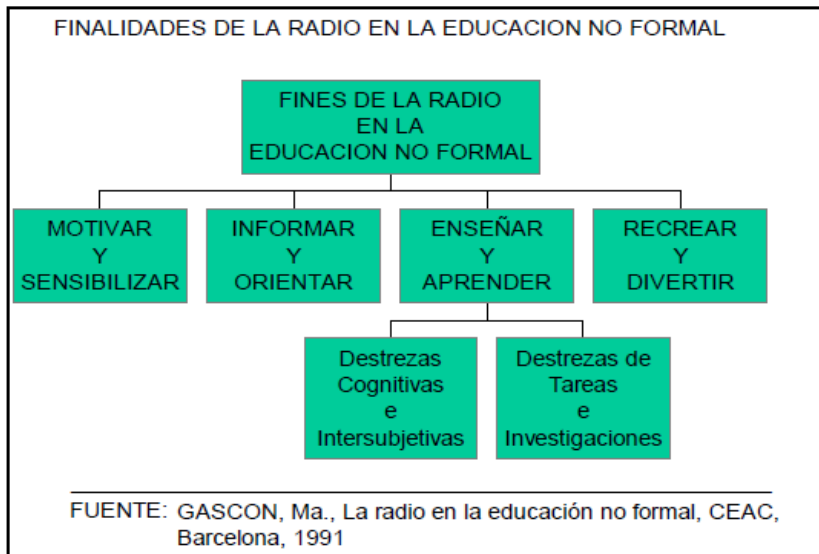 FINALIDADES DE LA RADIO EN LA EDUCACION NO FORMAL
FINES DE LA RADIO
EN LA
EDUCACION NO FORMAL
MOTIVAR
Y
SENSIBILIZAR
INFORMAR
Y
ORIENTAR
ENSEÑAR
Y
APRENDER
RECREAR
Y
DIVERTIR
Destrezas
Cognitivas
e
Intersubjetivas
Destrezas de
Tareas
e
Investigaciones
FUENTE: GASCON, Ma., La radio en la educación no formal, CEAC,
Barcelona, 1991